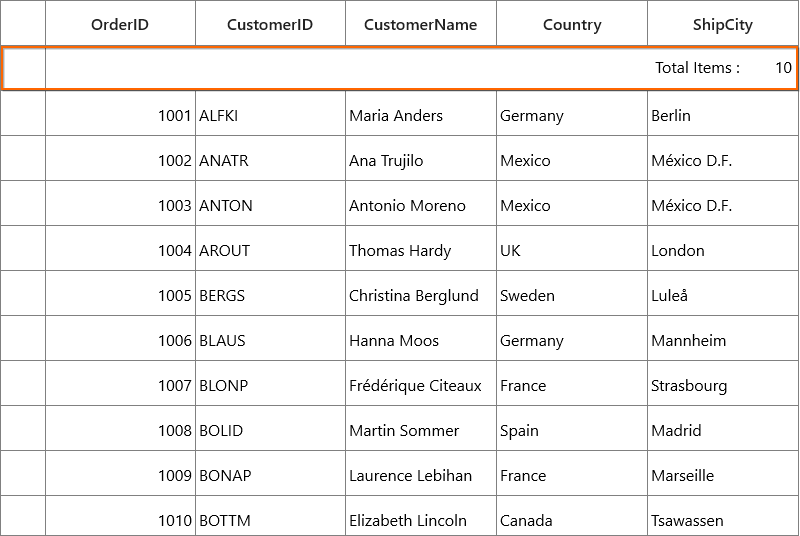 OrderID CustomerID CustomerName Country ShipCity
Total Items : 10
1001 ALFKI Maria Anders Germany Berlin
1002 ANATR Ana Trujilo Mexico México D.F.
1003 ANTON Antonio Moreno Mexico México D.F.
1004 AROUT Thomas Hardy UK London
1005 BERGS Christina Berglund Sweden Luleå
1006 BLAUS Hanna Moos Germany Mannheim
1007 BLONP Frédérique Citeaux France Strasbourg
1008 BOLID Martin Sommer Spain Madrid
1009 BONAP Laurence Lebihan France Marseille
1010 BOTTM Elizabeth Lincoln Canada Tsawassen